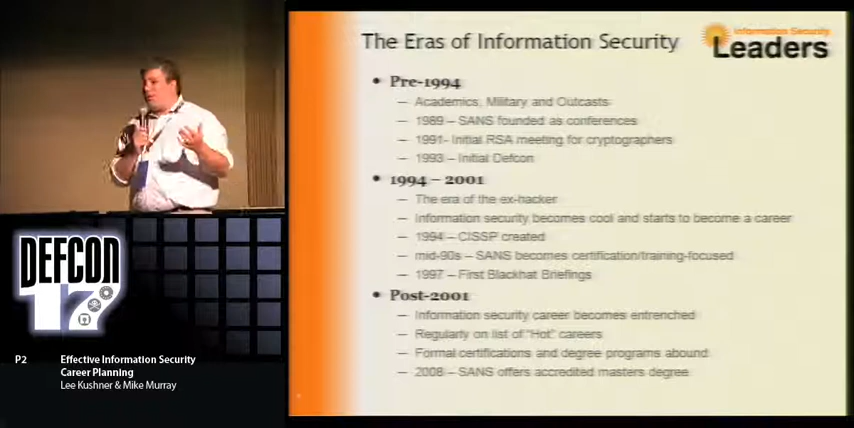 The Eras of Information Security
Information Security
Leaders
• Pre-1994
– Academics, Military and Outcasts
– 1989 – SANS founded as conferences
– 1991- Initial RSA meeting for cryptographers
– 1993 – Initial Defcon
• 1994 – 2001
– The era of the ex-hacker
– Information security becomes cool and starts to become a career
– 1994 – CISSP created
– mid-90s – SANS becomes certification/training-focused
– 1997 – First Blackhat Briefings
• Post-2001
– Information security career becomes entrenched
– Regularly on list of "Hot" careers
– Formal certifications and degree programs abound
– 2008 – SANS offers accredited masters degree
DEFCON
17
P2
Effective Information Security
Career Planning
Lee Kushner & Mike Murray